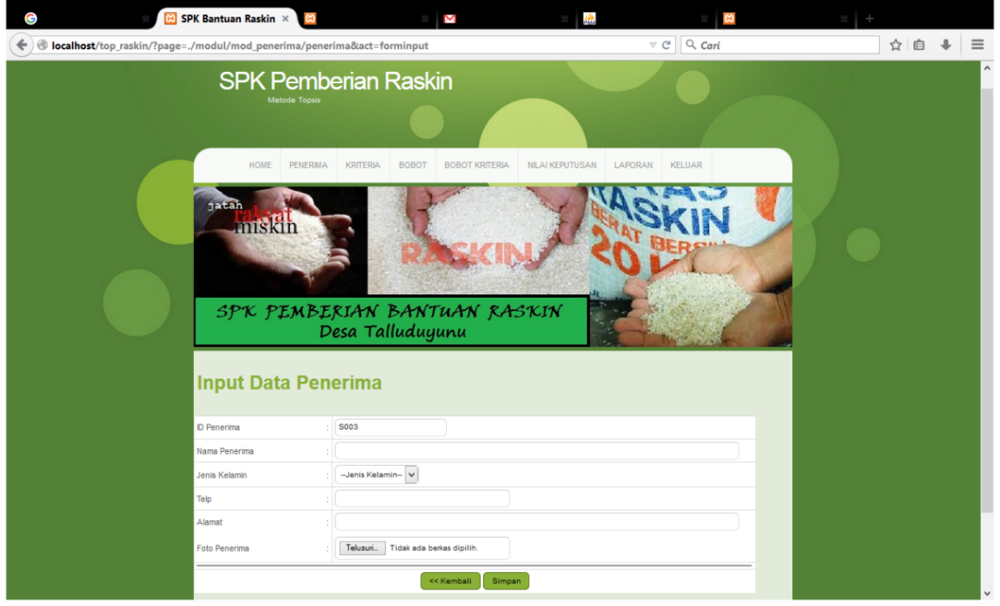 SPK Bantuan Raskin ×
localhost/top_raskin/?page=./modul/mod_penerima/penerima&act=forminput
Cari
SPK Pemberian Raskin
Metode Topsis
HOME PENERIMA KRITERIA BOBOT BOBOT KRITERIA NILAI KEPUTUSAN LAPORAN KELUAR
jatah
rakyat
miskin
RASKIN
RASKIN
BERAT BERSIH
20
SPK PEMBERIAN BANTUAN RASKIN
Desa Talluduyunu
Input Data Penerima
ID Penerima : S003
Nama Penerima :
Jenis Kelamin : --Jenis Kelamin--
Telp :
Alamat :
Foto Penerima : Telusuri... Tidak ada berkas dipilih.
<< Kembali Simpan